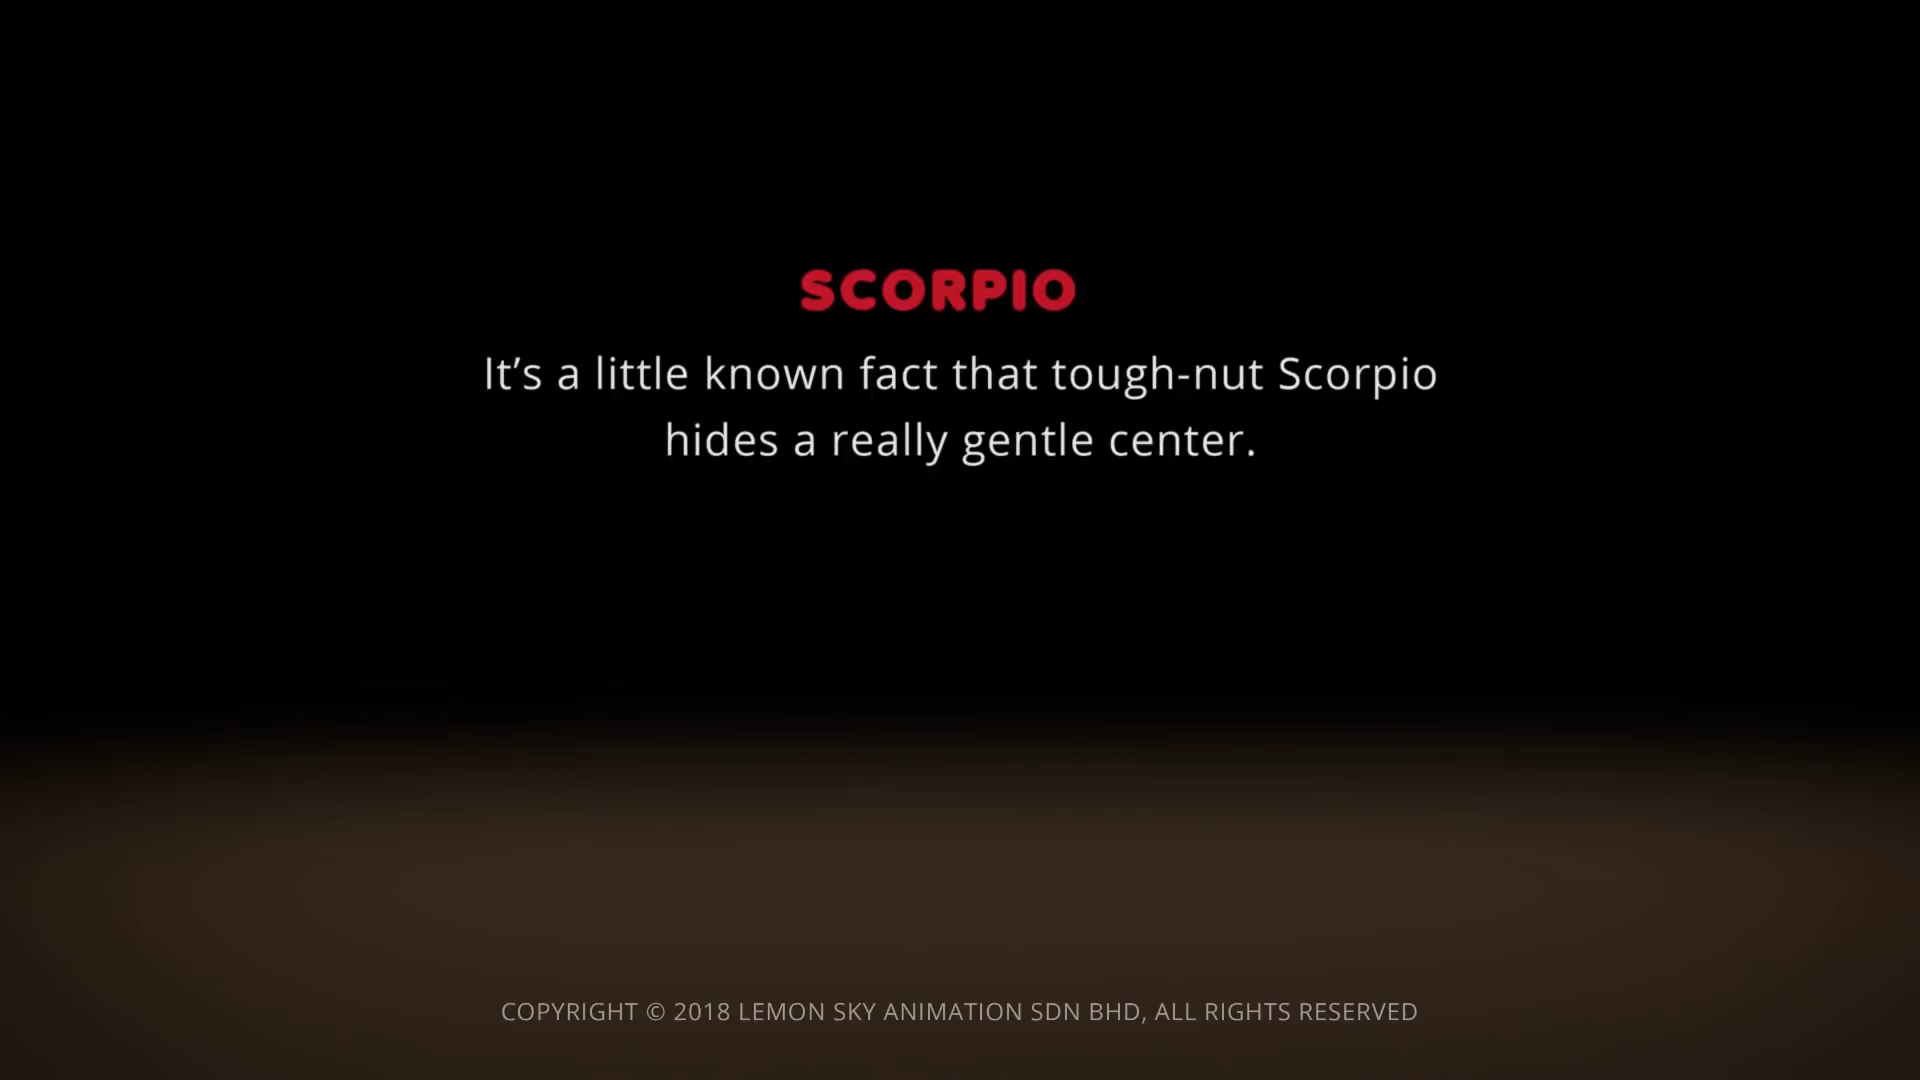 SCORPIO
It’s a little known fact that tough-nut Scorpio
hides a really gentle center.
COPYRIGHT © 2018 LEMON SKY ANIMATION SDN BHD, ALL RIGHTS RESERVED